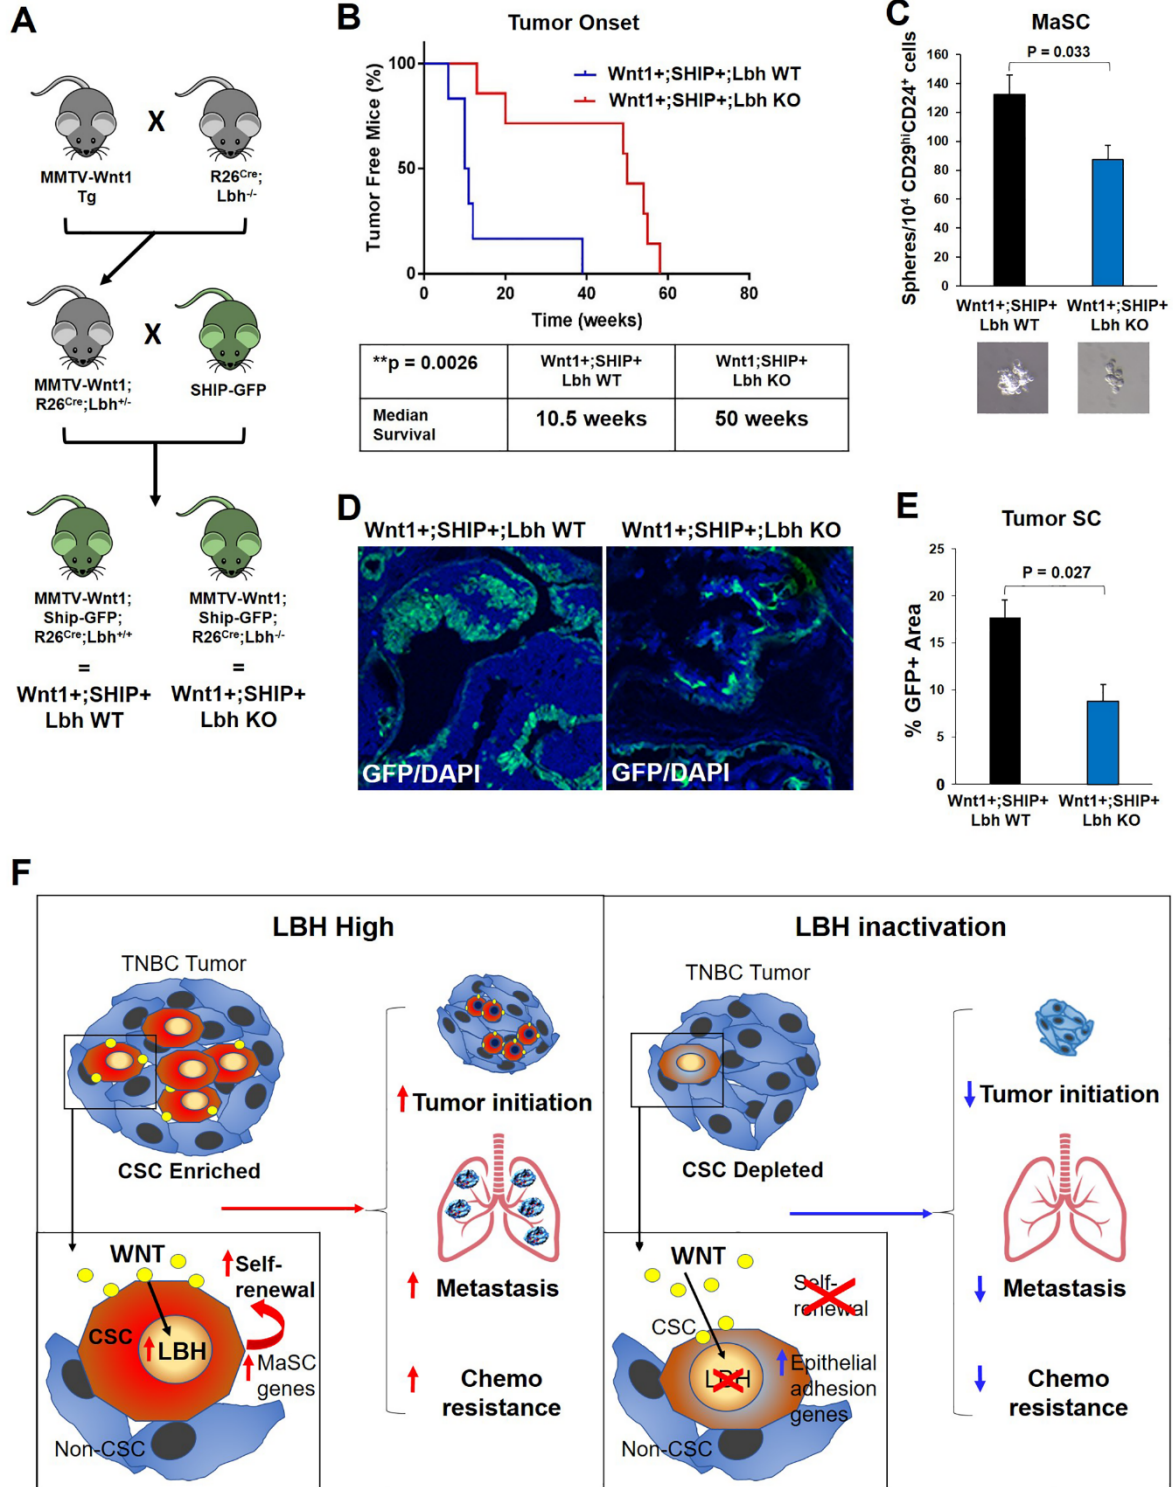 A
X
MMTV-Wnt1
Tg
R26Cre;
Lbh-/-
X
MMTV-Wnt1;
R26Cre;Lbh+/-
SHIP-GFP
MMTV-Wnt1;
Ship-GFP;
R26Cre;Lbh+/+
=
Wnt1+;SHIP+
Lbh WT
MMTV-Wnt1;
Ship-GFP;
R26Cre;Lbh-/-
=
Wnt1+;SHIP+
Lbh KO
B
Tumor Onset
Tumor Free Mice (%)
100
50
0
0 20 40 60 80
Time (weeks)
Wnt1+;SHIP+;Lbh WT
Wnt1+;SHIP+;Lbh KO
**p = 0.0026
Wnt1+;SHIP+
Lbh WT
Wnt1;SHIP+
Lbh KO
Median
Survival
10.5 weeks
50 weeks
C
MaSC
P = 0.033
Spheres/10⁴ CD29hiCD24+ cells
160
140
120
100
80
60
40
20
0
Wnt1+;SHIP+
Lbh WT
Wnt1+;SHIP+
Lbh KO
D
Wnt1+;SHIP+;Lbh WT
Wnt1+;SHIP+;Lbh KO
GFP/DAPI
GFP/DAPI
E
Tumor SC
P = 0.027
% GFP+ Area
25
20
15
10
5
0
Wnt1+;SHIP+
Lbh WT
Wnt1+;SHIP+
Lbh KO
F
LBH High
TNBC Tumor
CSC Enriched
WNT
Self-
renewal
CSC
LBH
MaSC
genes
Non-CSC
Tumor initiation
Metastasis
Chemo
resistance
LBH inactivation
TNBC Tumor
CSC Depleted
WNT
Self-
renewal
CSC
LBH
Epithelial
adhesion
genes
Non-CSC
Tumor initiation
Metastasis
Chemo
resistance